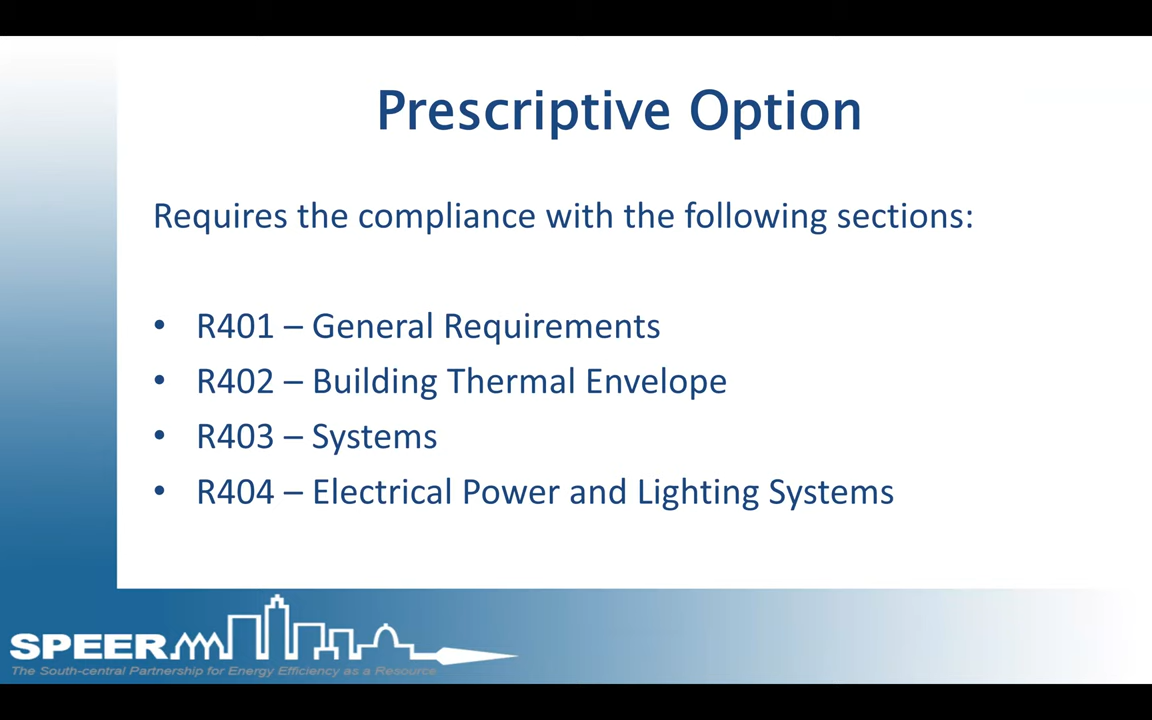 Prescriptive Option
Requires the compliance with the following sections:
• R401 – General Requirements
• R402 – Building Thermal Envelope
• R403 – Systems
• R404 – Electrical Power and Lighting Systems
SPEER
The South-central Partnership for Energy Efficiency as a Resource